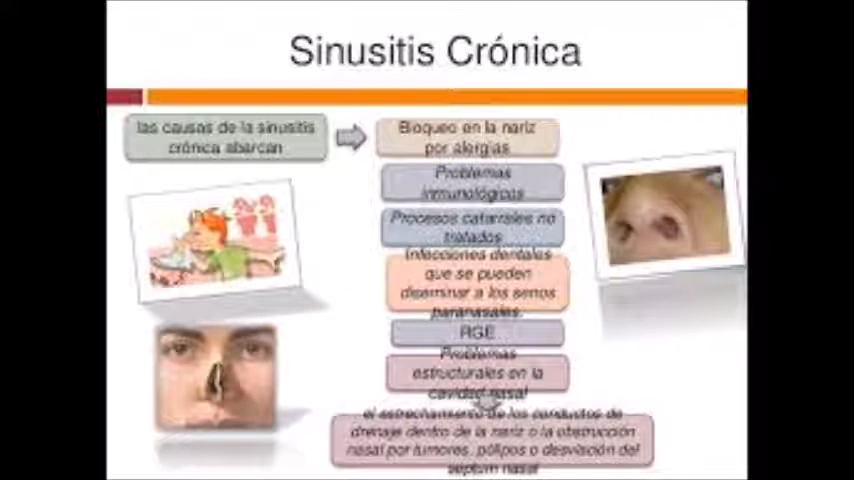 Sinusitis Crónica
las causas de la sinusitis
crónica abarcan
Bloqueo en la nariz
por alergias
Problemas
inmunológicos
Procesos catarrales no
tratados
Infecciones dentales
que se pueden
diseminar a los senos
paranasales.
RGE
Problemas
estructurales en la
cavidad nasal
el estrechamiento de los conductos de
drenaje dentro de la nariz o la obstrucción
nasal por tumores, pólipos o desviación del
septum nasal